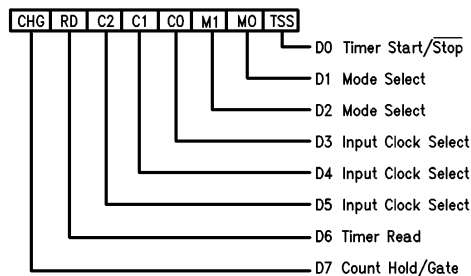 CHG RD C2 C1 C0 M1 M0 TSS
D0 Timer Start/Stop
D1 Mode Select
D2 Mode Select
D3 Input Clock Select
D4 Input Clock Select
D5 Input Clock Select
D6 Timer Read
D7 Count Hold/Gate